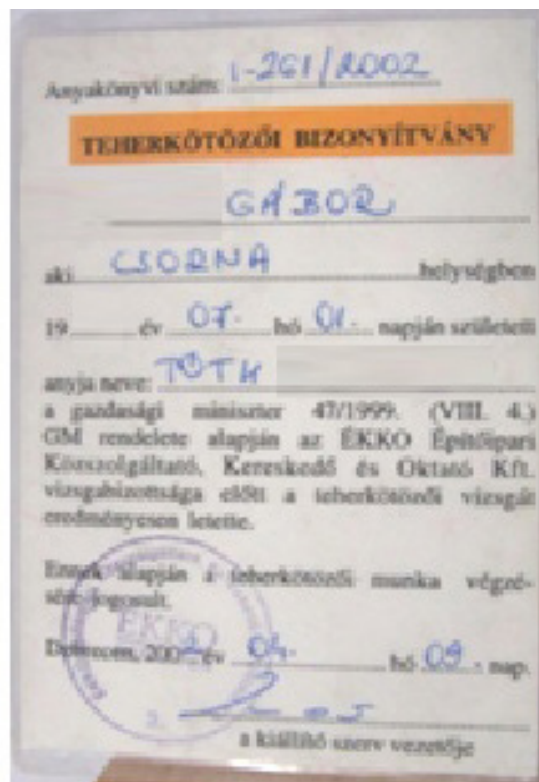 Anyakönyvi szám: 1-261/2002
TEHERKÖTÖZŐI BIZONYÍTVÁNY
GÁBOR
aki CSORNA helységben
19 év 07. hó 01. napján született
anyja neve: TÓTH
a gazdasági miniszter 47/1999. (VIII. 4.)
GM rendelete alapján az ÉKKO Építőipari
Közszolgáltató, Kereskedő és Oktató Kft.
vizsgabizottsága előtt a teherkötözői vizsgát
eredményesen letette.
Ennek alapján a teherkötözői munka végzé-
sére jogosult.
ÉKKO
200 év 04. hó 09. nap.
a kiállító szerv vezetője